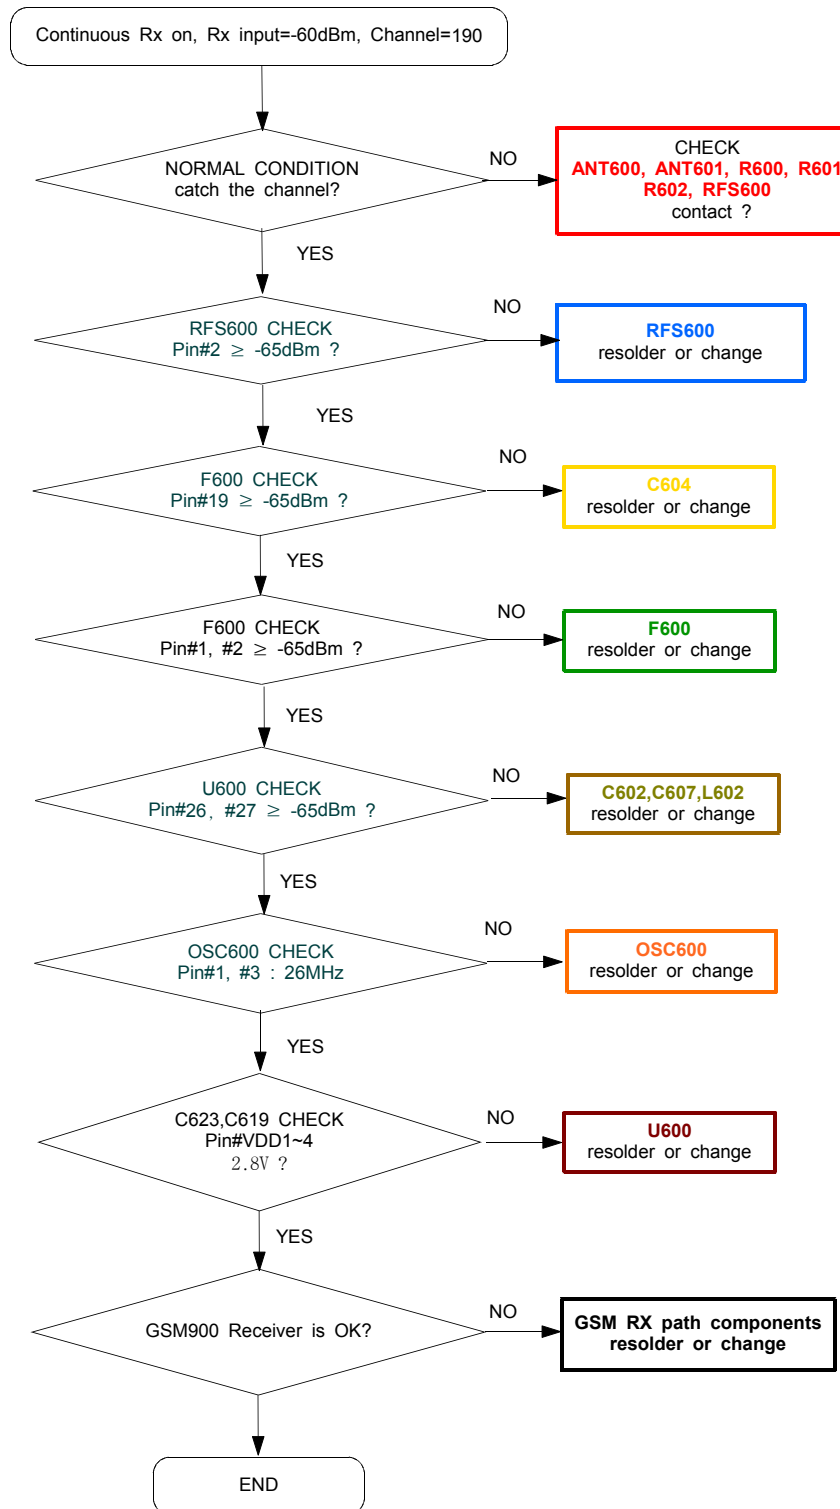 Continuous Rx on, Rx input=-60dBm, Channel=190
NORMAL CONDITION
catch the channel?
NO
CHECK
ANT600, ANT601, R600, R601
R602, RFS600
contact ?
YES
RFS600 CHECK
Pin#2 ≥ -65dBm ?
NO
RFS600
resolder or change
YES
F600 CHECK
Pin#19 ≥ -65dBm ?
NO
C604
resolder or change
YES
F600 CHECK
Pin#1, #2 ≥ -65dBm ?
NO
F600
resolder or change
YES
U600 CHECK
Pin#26, #27 ≥ -65dBm ?
NO
C602,C607,L602
resolder or change
YES
OSC600 CHECK
Pin#1, #3 : 26MHz
NO
OSC600
resolder or change
YES
C623,C619 CHECK
Pin#VDD1~4
2.8V ?
NO
U600
resolder or change
YES
GSM900 Receiver is OK?
NO
GSM RX path components
resolder or change
END